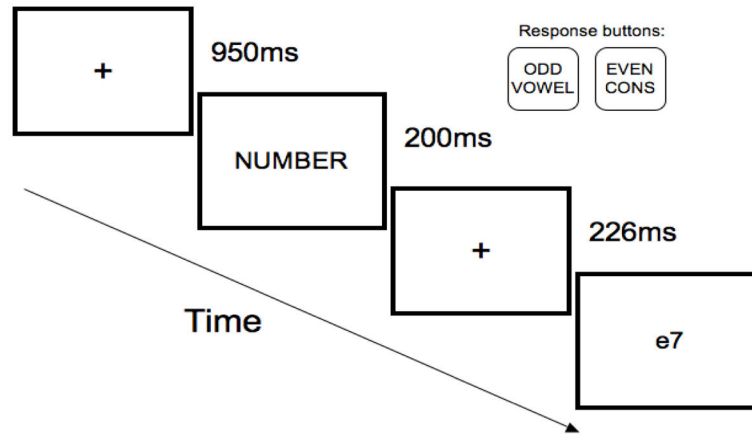 Response buttons:
ODD
VOWEL
EVEN
CONS
+
950ms
NUMBER
200ms
+
226ms
e7
Time